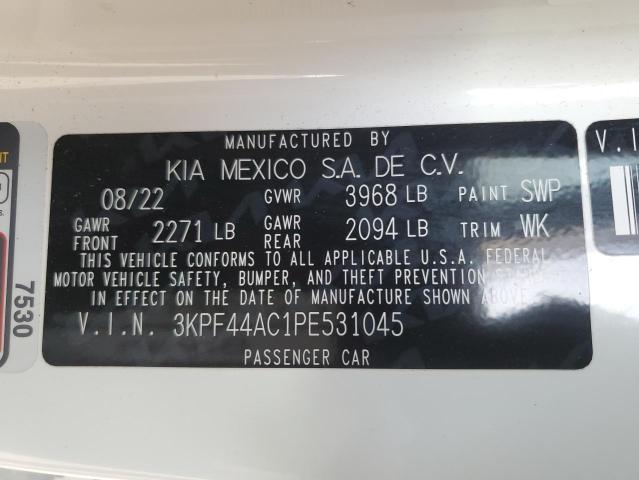 MANUFACTURED BY
KIA MEXICO S.A. DE C.V.
08/22 GVWR 3968 LB PAINT SWP
GAWR FRONT 2271 LB GAWR REAR 2094 LB TRIM WK
THIS VEHICLE CONFORMS TO ALL APPLICABLE U.S.A. FEDERAL
MOTOR VEHICLE SAFETY, BUMPER, AND THEFT PREVENTION
IN EFFECT ON THE DATE OF MANUFACTURE SHOWN ABOVE.
V.I.N. 3KPF44AC1PE531045
PASSENGER CAR
7530
V.I